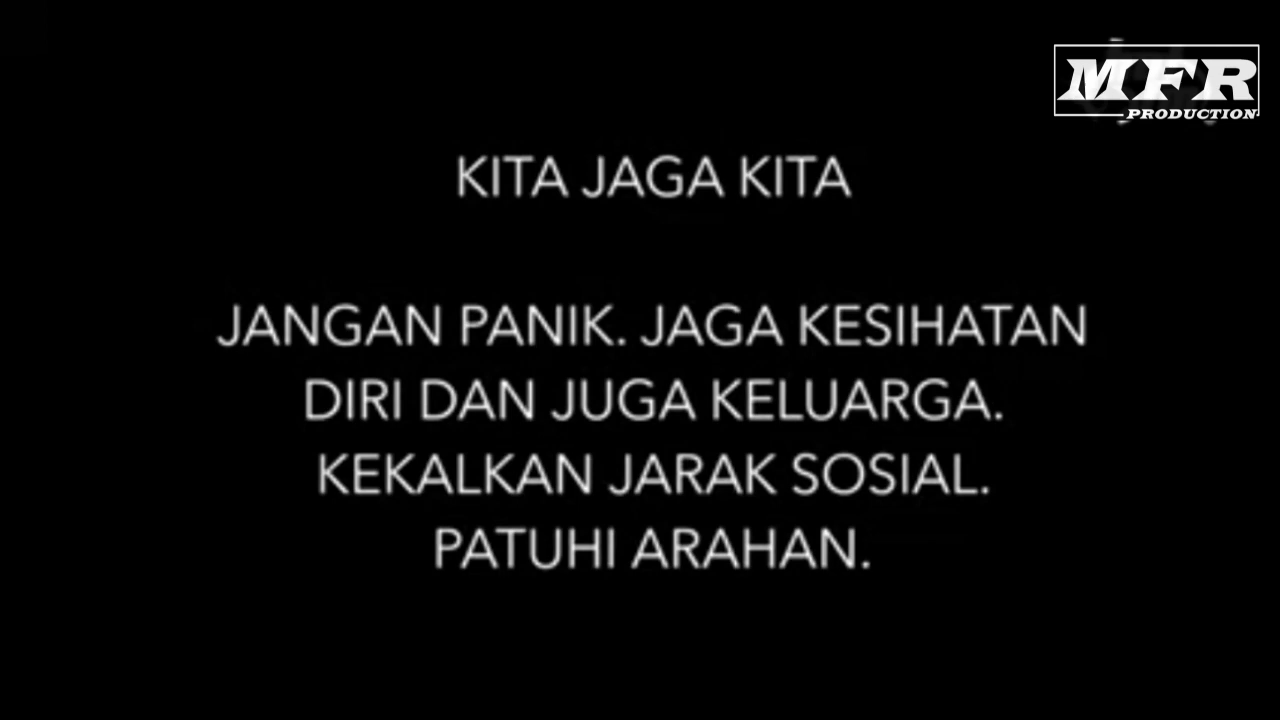 MFR
PRODUCTION
KITA JAGA KITA
JANGAN PANIK. JAGA KESIHATAN
DIRI DAN JUGA KELUARGA.
KEKALKAN JARAK SOSIAL.
PATUHI ARAHAN.